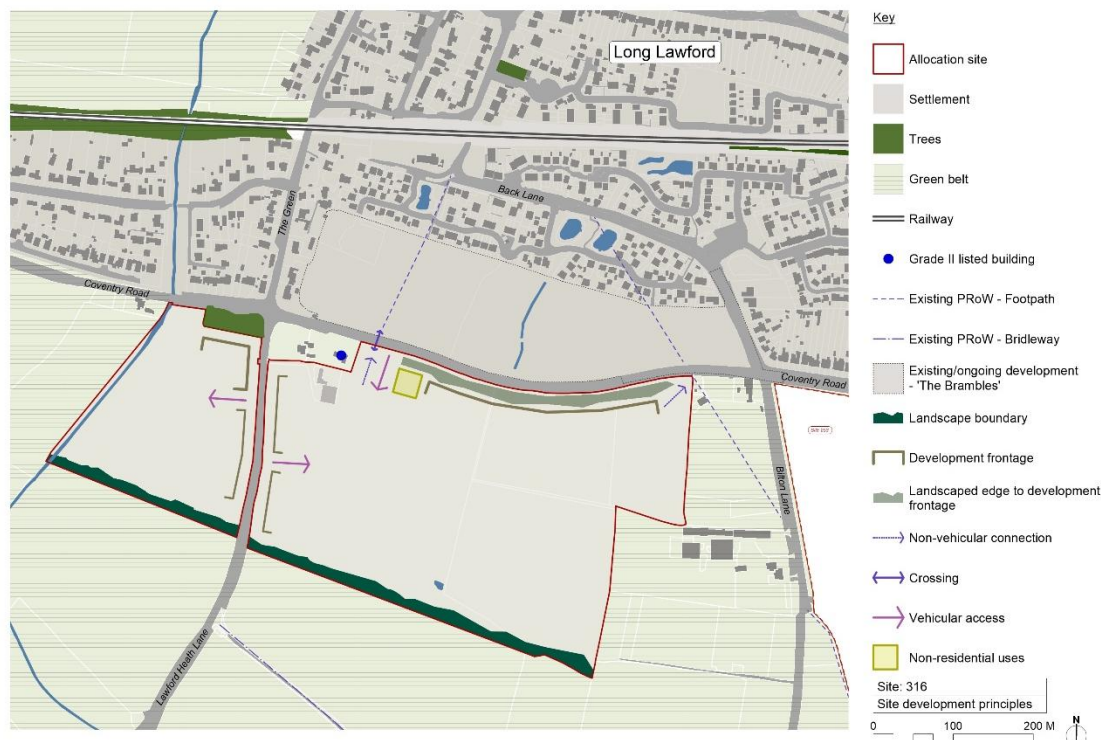 Long Lawford
The Green
Back Lane
Coventry Road
Coventry Road
Bilton Lane
Lawford Heath Lane
Key
Allocation site
Settlement
Trees
Green belt
Railway
Grade II listed building
Existing PRoW - Footpath
Existing PRoW - Bridleway
Existing/ongoing development
- 'The Brambles'
Landscape boundary
Development frontage
Landscaped edge to development
frontage
Non-vehicular connection
Crossing
Vehicular access
Non-residential uses
Site: 316
Site development principles
0 100 200 M
N